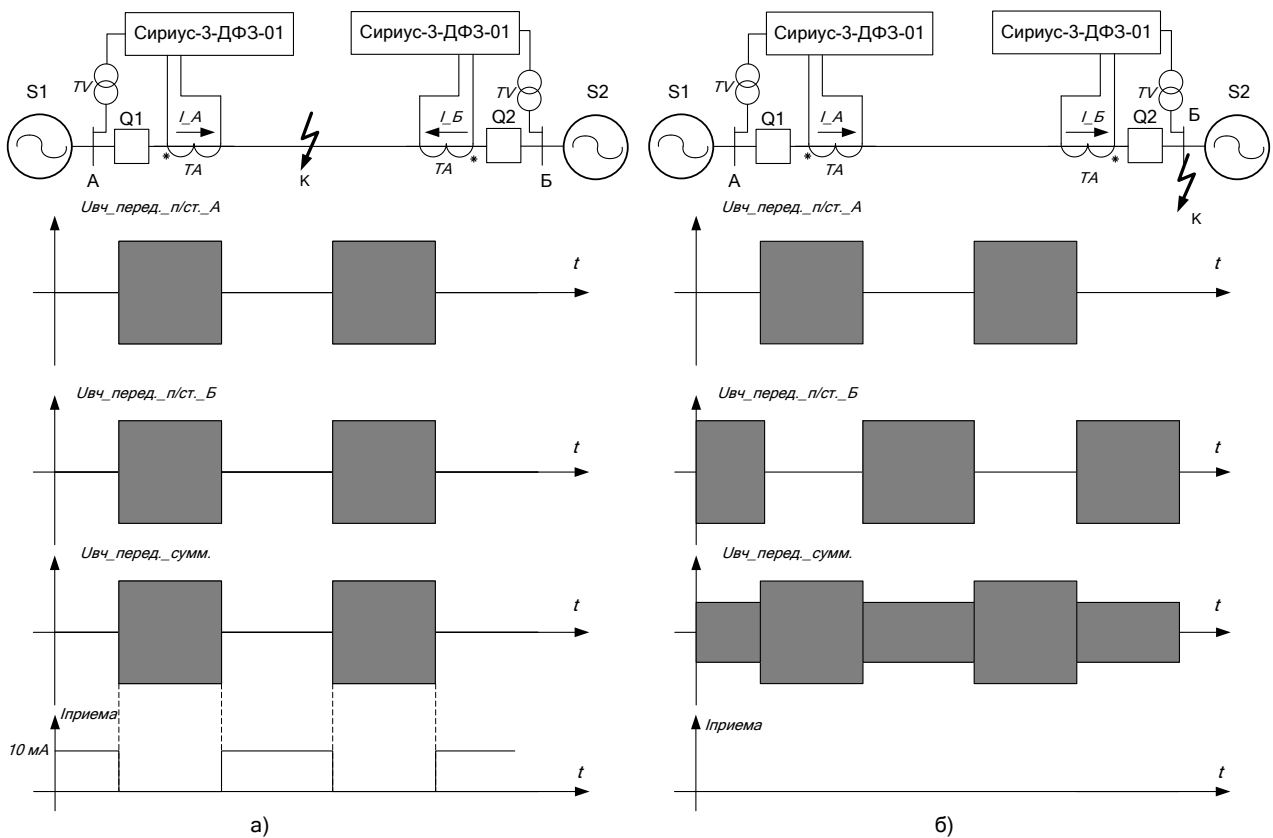 Сириус-3-ДФЗ-01
Сириус-3-ДФЗ-01
TV
TV
S1
S2
Q1
I_А
I_Б
Q2
*
*
А
TA
К
TA
Б
Uвч_перед._п/ст._А
t
Uвч_перед._п/ст._Б
t
Uвч_перед._сумм.
t
Iприема
10 мА
t
а)
Сириус-3-ДФЗ-01
Сириус-3-ДФЗ-01
TV
TV
S1
S2
Q1
I_А
I_Б
Q2
Б
*
*
А
TA
TA
К
Uвч_перед._п/ст._А
t
Uвч_перед._п/ст._Б
t
Uвч_перед._сумм.
t
Iприема
t
б)